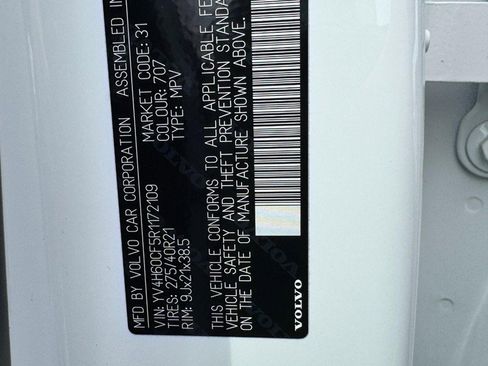 MFD BY VOLVO CAR CORPORATION ASSEMBLED IN
VIN: YV4H60CF5R1172109 MARKET CODE: 31
TIRES: 275/40R21 COLOUR: 707
RIM: 9Jx21x38.5 TYPE: MPV
THIS VEHICLE CONFORMS TO ALL APPLICABLE FE
VEHICLE SAFETY AND THEFT PREVENTION STANDA
ON THE DATE OF MANUFACTURE SHOWN ABOVE.
VOLVO